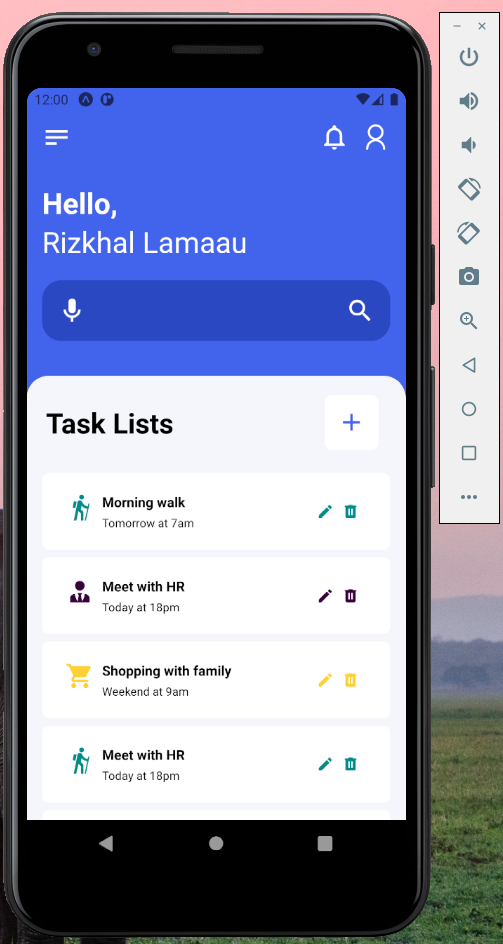 12:00
Hello,
Rizkhal Lamaau
Task Lists
Morning walk
Tomorrow at 7am
Meet with HR
Today at 18pm
Shopping with family
Weekend at 9am
Meet with HR
Today at 18pm